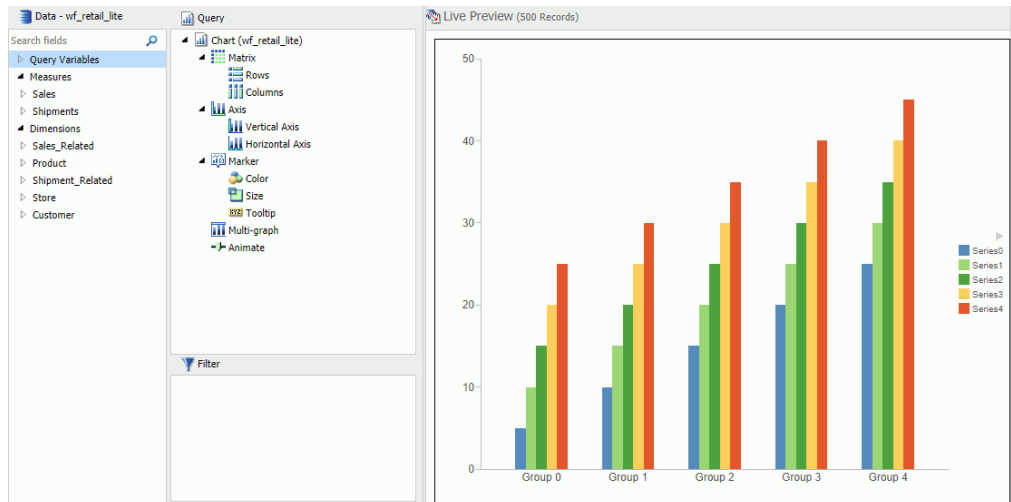 Data - wf_retail_lite
Search fields
Query Variables
Measures
Sales
Shipments
Dimensions
Sales_Related
Product
Shipment_Related
Store
Customer
Query
Chart (wf_retail_lite)
Matrix
Rows
Columns
Axis
Vertical Axis
Horizontal Axis
Marker
Color
Size
XYZ Tooltip
Multi-graph
Animate
Filter
Live Preview (500 Records)
50
40
30
20
10
0
Group 0 Group 1 Group 2 Group 3 Group 4
Series0
Series1
Series2
Series3
Series4